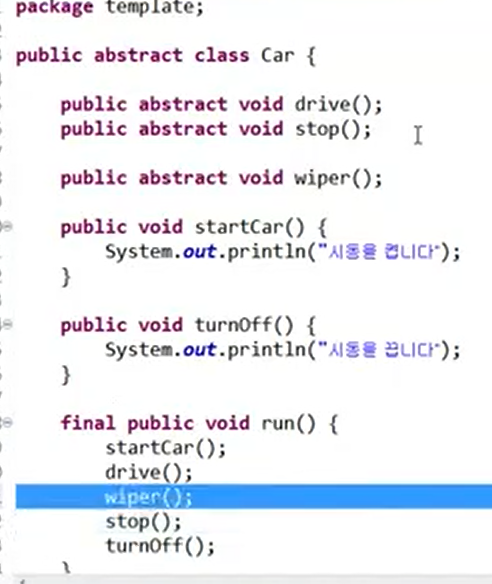 package template;
public abstract class Car {
public abstract void drive();
public abstract void stop();
public abstract void wiper();
public void startCar() {
System.out.println("시동을 켭니다");
}
public void turnOff() {
System.out.println("시동을 끕니다");
}
final public void run() {
startCar();
drive();
wiper();
stop();
turnOff();
}